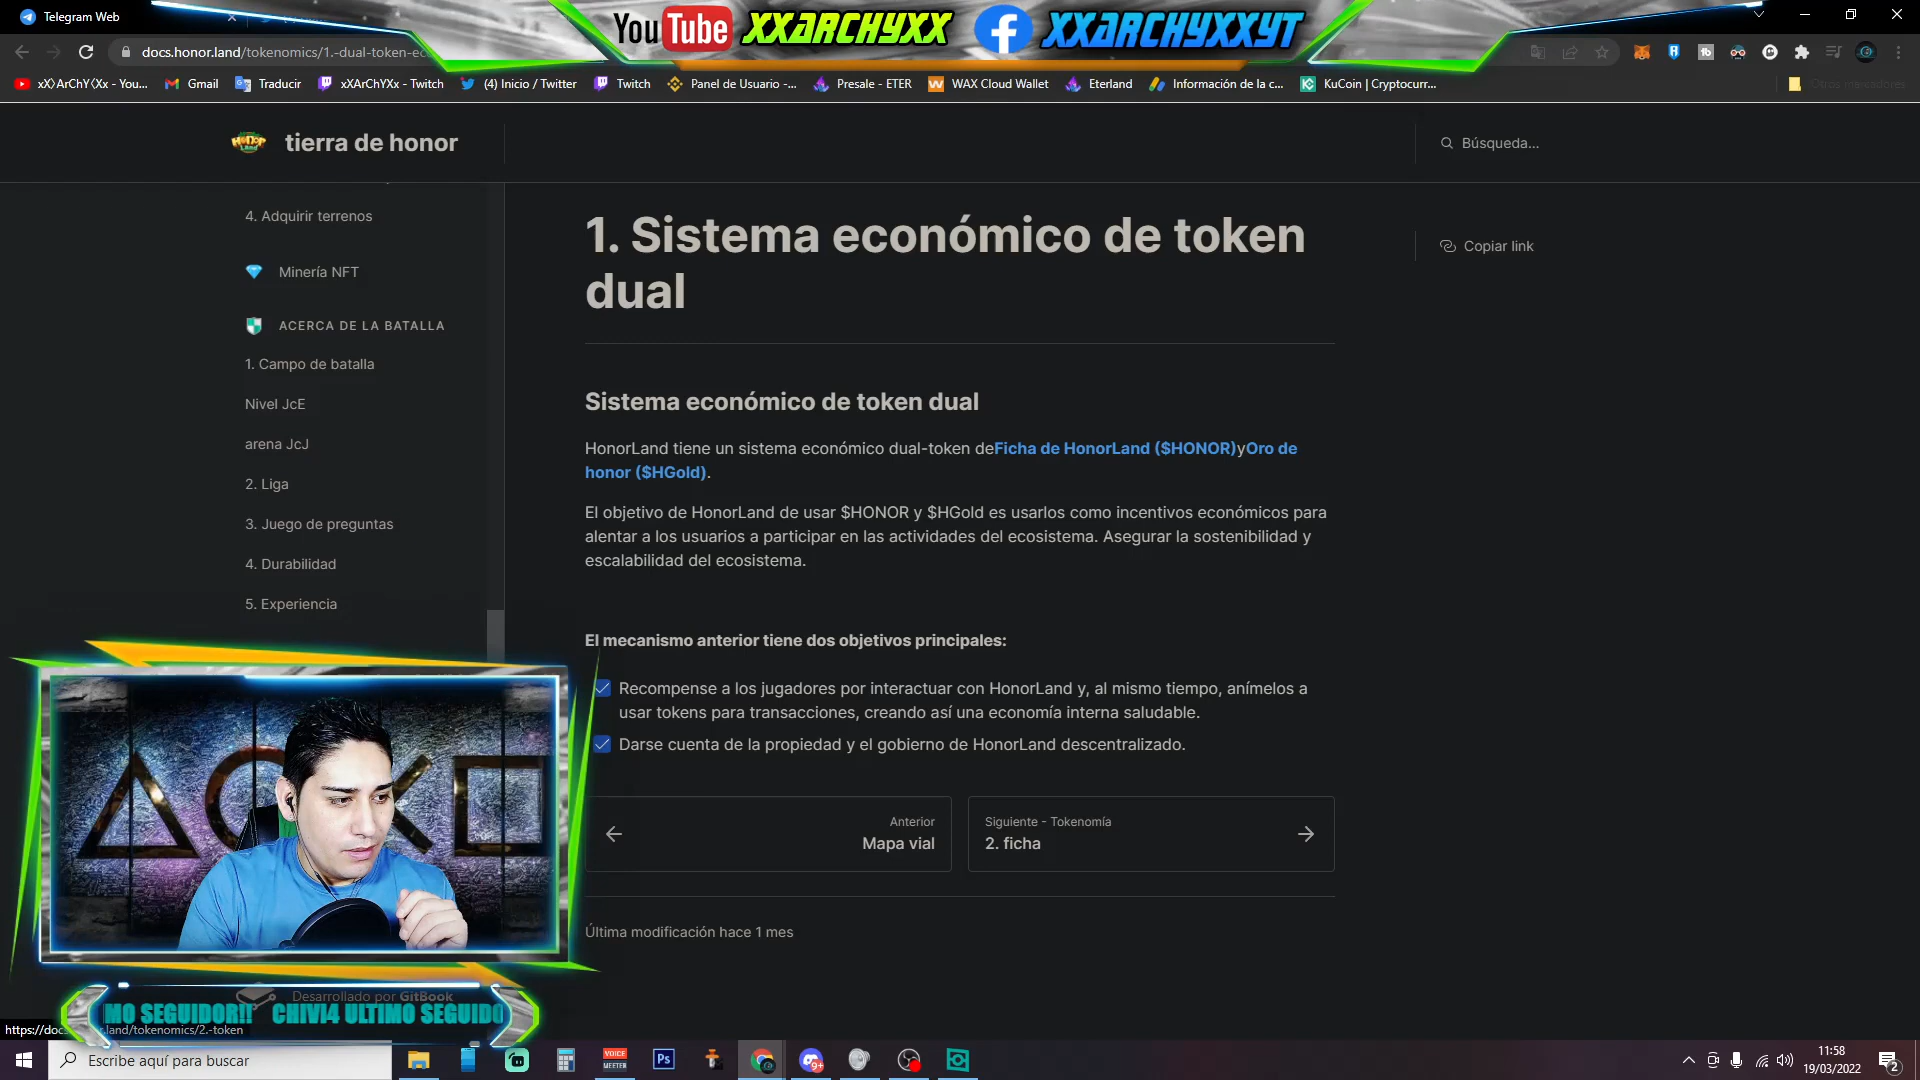 Telegram Web
YouTube XXARCHYXX XXARCHYXXYT
docs.honor.land/tokenomics/1.-dual-token-ec
xX)ArChY(Xx - You...
Gmail
Traducir
xXArChYXx - Twitch
(4) Inicio / Twitter
Twitch
Panel de Usuario -...
Presale - ETER
WAX Cloud Wallet
Eterland
Información de la c...
KuCoin | Cryptocurr...
Otros marcadores
tierra de honor
Búsqueda...
4. Adquirir terrenos
Minería NFT
ACERCA DE LA BATALLA
1. Campo de batalla
Nivel JcE
arena JcJ
2. Liga
3. Juego de preguntas
4. Durabilidad
5. Experiencia
1. Sistema económico de token
dual
Copiar link
Sistema económico de token dual
HonorLand tiene un sistema económico dual-token deFicha de HonorLand ($HONOR)yOro de
honor ($HGold).
El objetivo de HonorLand de usar $HONOR y $HGold es usarlos como incentivos económicos para
alentar a los usuarios a participar en las actividades del ecosistema. Asegurar la sostenibilidad y
escalabilidad del ecosistema.
El mecanismo anterior tiene dos objetivos principales:
Recompense a los jugadores por interactuar con HonorLand y, al mismo tiempo, anímelos a
usar tokens para transacciones, creando así una economía interna saludable.
Darse cuenta de la propiedad y el gobierno de HonorLand descentralizado.
Anterior
Mapa vial
Siguiente - Tokenomía
2. ficha
Última modificación hace 1 mes
Desarrollado por GitBook
MO SEGUIDOR!! CHIVI4 ULTIMO SEGUIDO
https://doc .land/tokenomics/2.-token
Escribe aquí para buscar
VOICE
MEETER
Ps
9+
11:58
19/03/2022
2